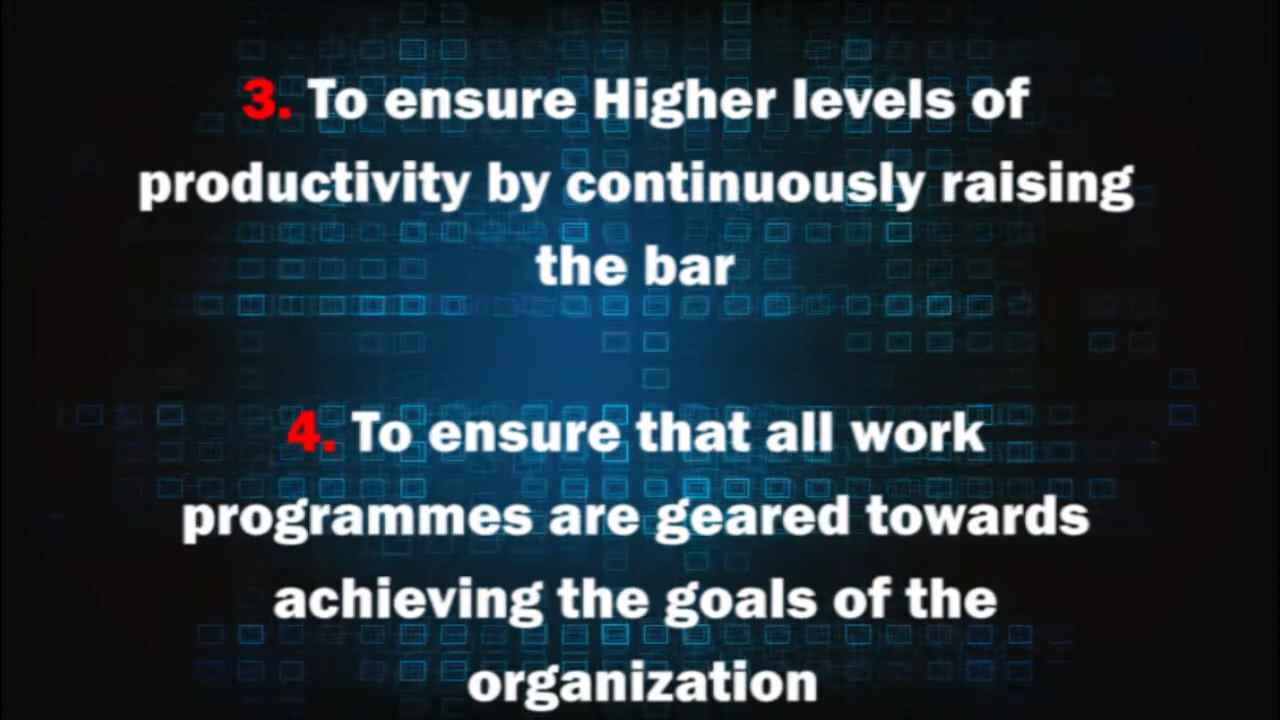 3. To ensure Higher levels of
productivity by continuously raising
the bar
4. To ensure that all work
programmes are geared towards
achieving the goals of the
organization